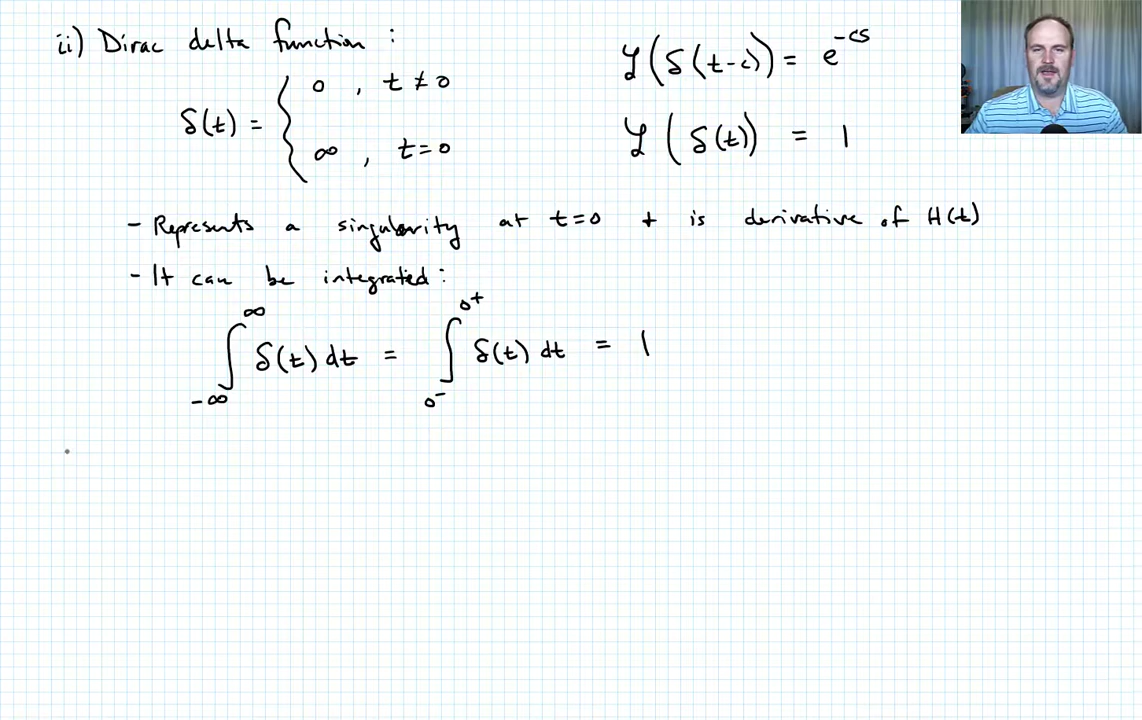 ii) Dirac delta function :
δ(t) = { 0 , t ≠ 0
∞ , t = 0
ℒ(δ(t-c)) = e^-cs
ℒ(δ(t)) = 1
- Represents a singularity at t=0 + is derivative of H(t)
- It can be integrated:
∫_-∞^∞ δ(t) dt = ∫_0-^0+ δ(t) dt = 1